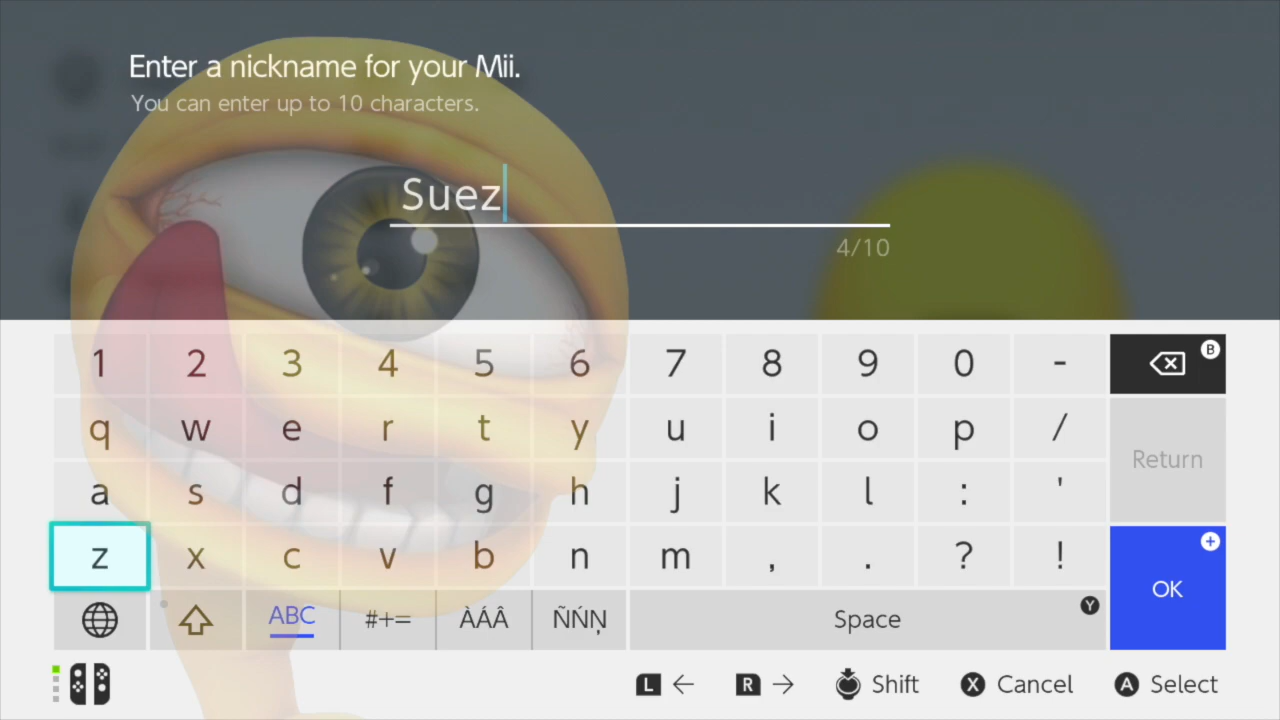 Enter a nickname for your Mii.
You can enter up to 10 characters.
Suez
4/10
1 2 3 4 5 6 7 8 9 0 - B
q w e r t y u i o p /
Return
a s d f g h j k l : '
z x c v b n m , . ? ! +
OK
ABC #+= ÀÁÂ ÑŃŅ Space Y
L ← R → Shift X Cancel A Select